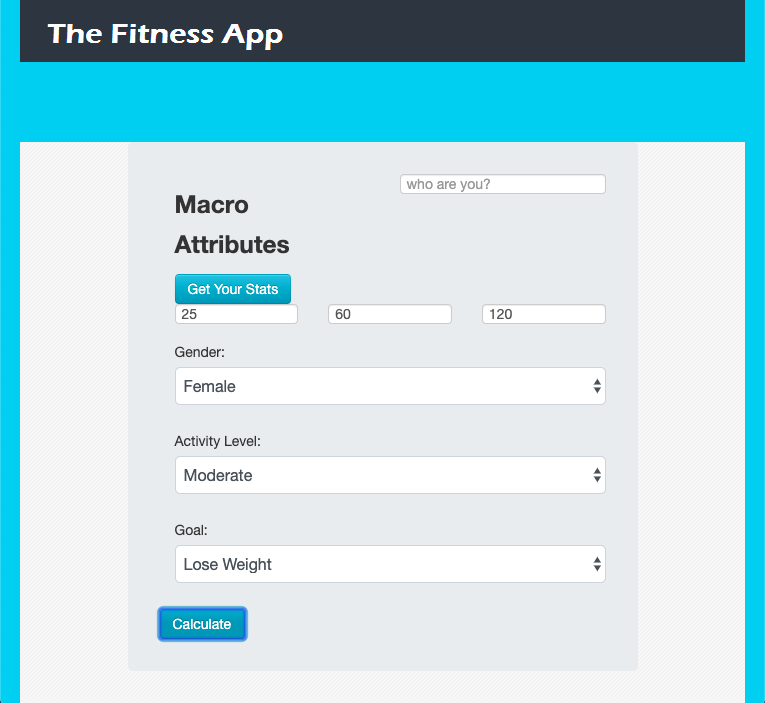 The Fitness App
who are you?
Macro
Attributes
Get Your Stats
25 60 120
Gender:
Female
Activity Level:
Moderate
Goal:
Lose Weight
Calculate